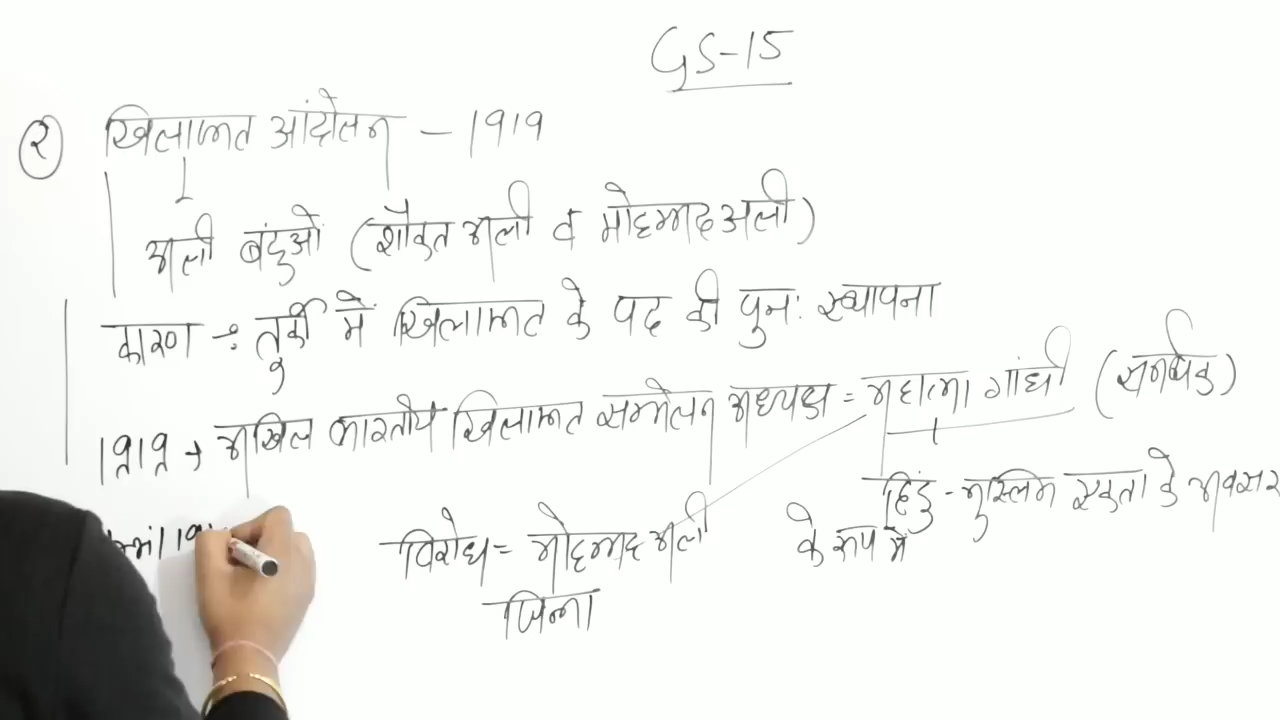 GS-15
(२) खिलाफत आंदोलन - 1919
अली बंधुओं (शौकत अली व मोहम्मद अली)
कारण ÷ तुर्की में खिलाफत के पद की पुनः स्थापना
1919 → अखिल भारतीय खिलाफत सम्मेलन अध्यक्ष = महात्मा गांधी (समर्थक)
हिंदु - मुस्लिम एकता के अवसर
के रूप में
विरोध = मोहम्मद अली
जिन्ना